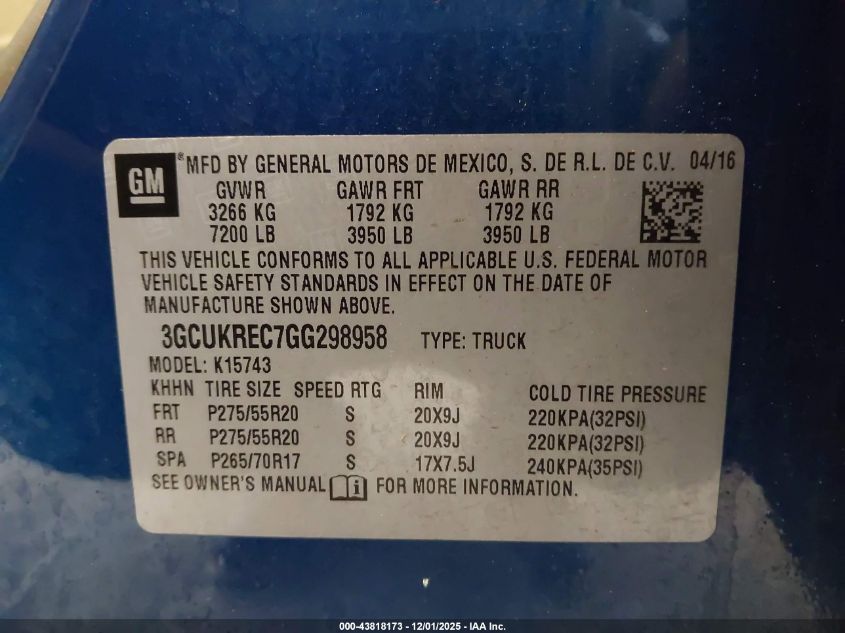 GM ® MFD BY GENERAL MOTORS DE MEXICO, S. DE R.L. DE C.V. 04/16
GVWR GAWR FRT GAWR RR
3266 KG 1792 KG 1792 KG
7200 LB 3950 LB 3950 LB
THIS VEHICLE CONFORMS TO ALL APPLICABLE U.S. FEDERAL MOTOR
VEHICLE SAFETY STANDARDS IN EFFECT ON THE DATE OF
MANUFACTURE SHOWN ABOVE.
3GCUKREC7GG298958 TYPE: TRUCK
MODEL: K15743
KHHN TIRE SIZE SPEED RTG RIM COLD TIRE PRESSURE
FRT P275/55R20 S 20X9J 220KPA(32PSI)
RR P275/55R20 S 20X9J 220KPA(32PSI)
SPA P265/70R17 S 17X7.5J 240KPA(35PSI)
SEE OWNER'S MANUAL i FOR MORE INFORMATION.
000-43818173 - 12/01/2025 - IAA Inc.